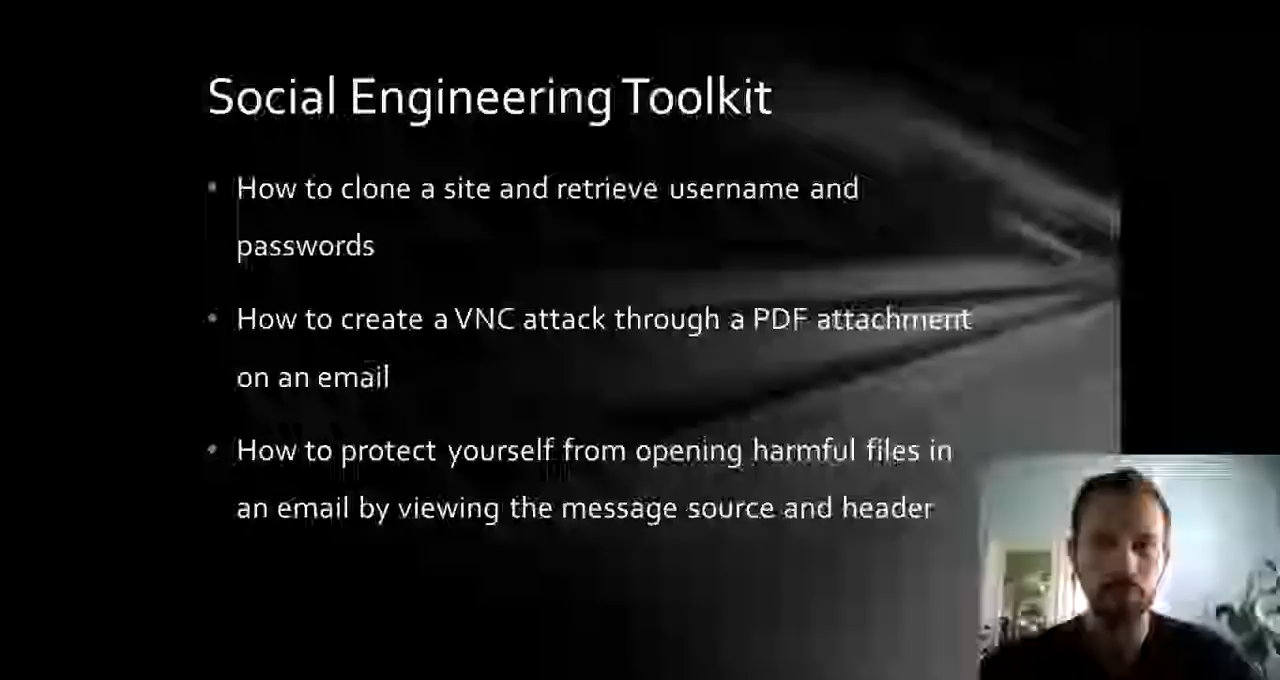 Social Engineering Toolkit
How to clone a site and retrieve username and
passwords
How to create a VNC attack through a PDF attachment
on an email
How to protect yourself from opening harmful files in
an email by viewing the message source and header